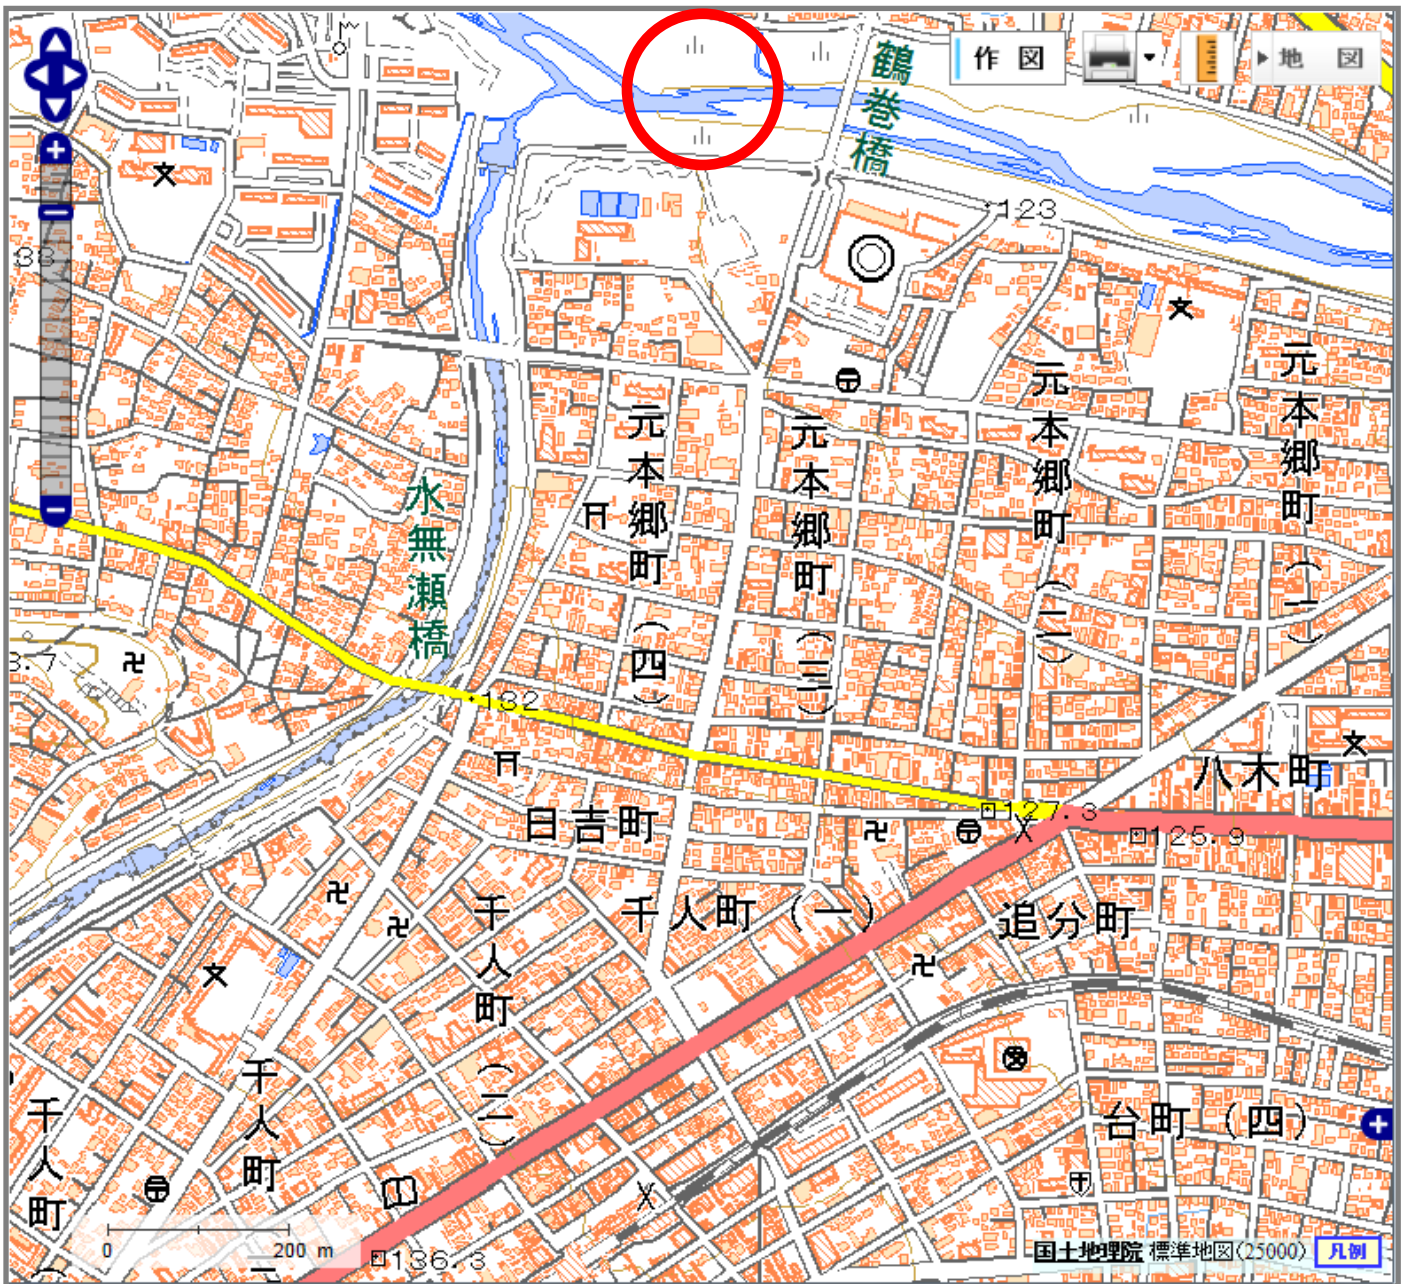 鶴巻橋
作 図
地 図
123
38
元本郷町(一)
元本郷町(二)
元本郷町(三)
元本郷町(四)
水無瀬橋
3.7
132
八木町
127.3
125.9
日吉町
千人町(一)
追分町
千人町(二)
千人町
千人町(
台町(四)
0 200 m
136.3
国土地理院 標準地図(25000)
凡例